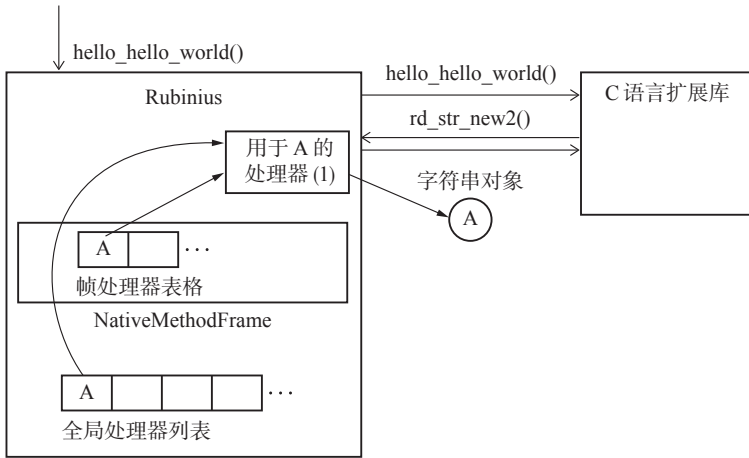 hello_hello_world()
Rubinius
hello_hello_world()
C 语言扩展库
rd_str_new2()
用于 A 的
处理器 (1)
字符串对象
A
A
···
帧处理器表格
NativeMethodFrame
A
···
全局处理器列表